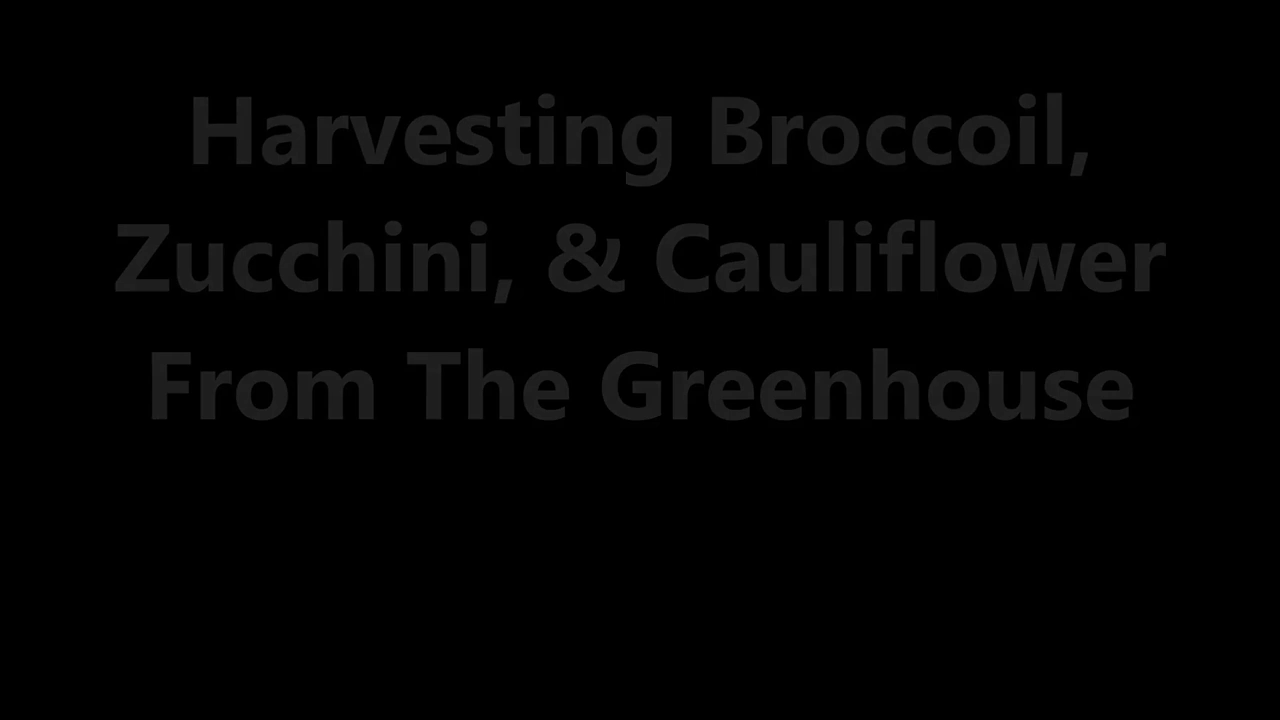 Harvesting Broccoil,
Zucchini, & Cauliflower
From The Greenhouse